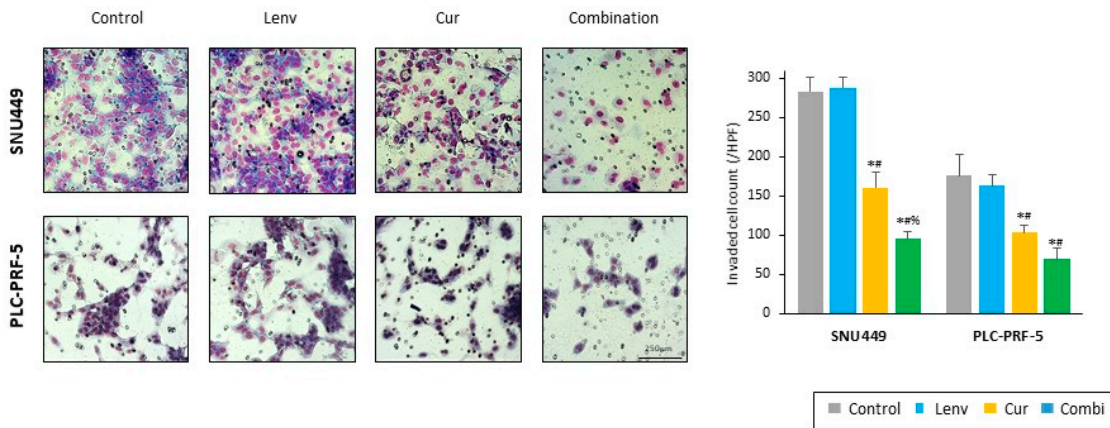 Control Lenv Cur Combination
SNU449
PLC-PRF-5
250μm
Invaded cell count (/HPF)
300
250
200
150
100
50
0
*#
*#%
*#
*#
SNU449 PLC-PRF-5
Control Lenv Cur Combi